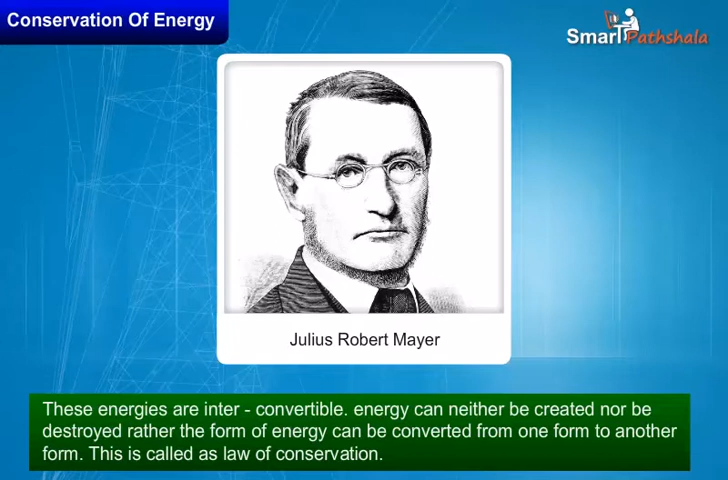 Conservation Of Energy
SmarT Pathshala
Julius Robert Mayer
These energies are inter - convertible. energy can neither be created nor be
destroyed rather the form of energy can be converted from one form to another
form. This is called as law of conservation.